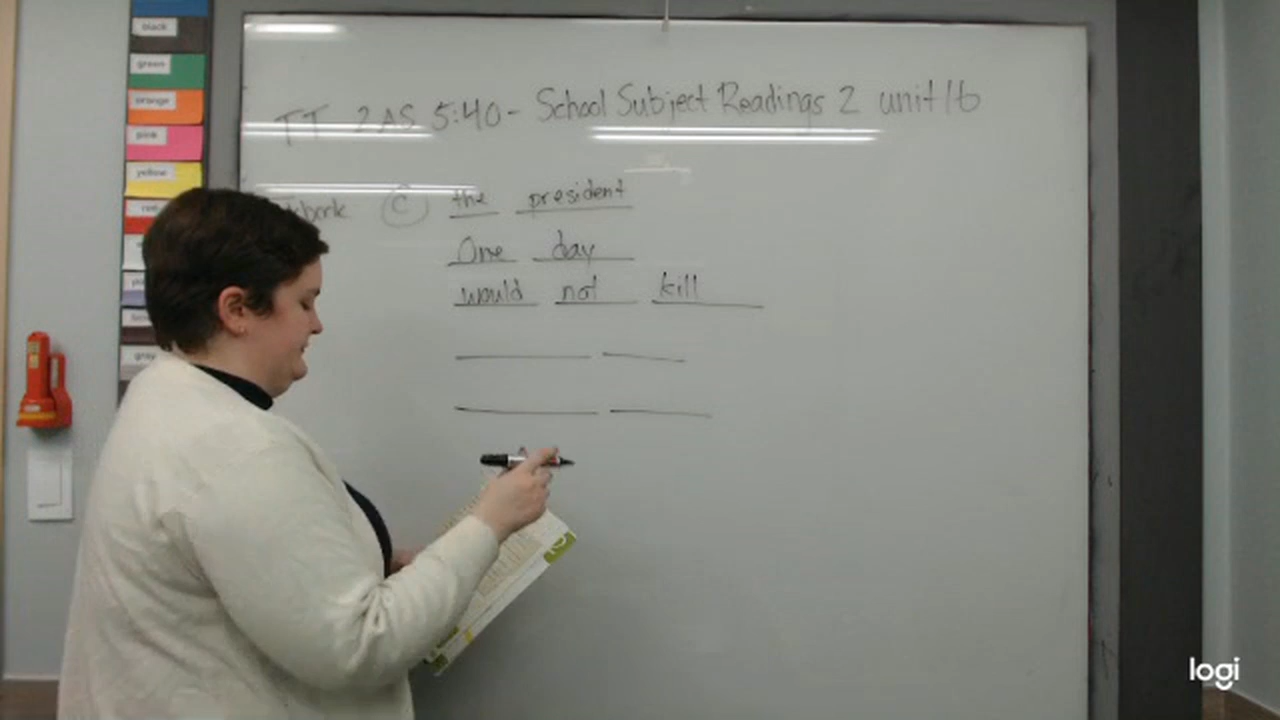 black
green
orange
pink
yellow
red
gray
TT 2AS 5:40- School Subject Readings 2 unit 16
C the president
One day
would not kill
logi